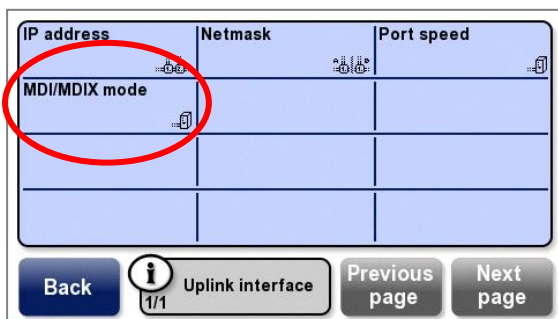 IP address Netmask Port speed
MDI/MDIX mode
Back
i
1/1
Uplink interface
Previous
page
Next
page